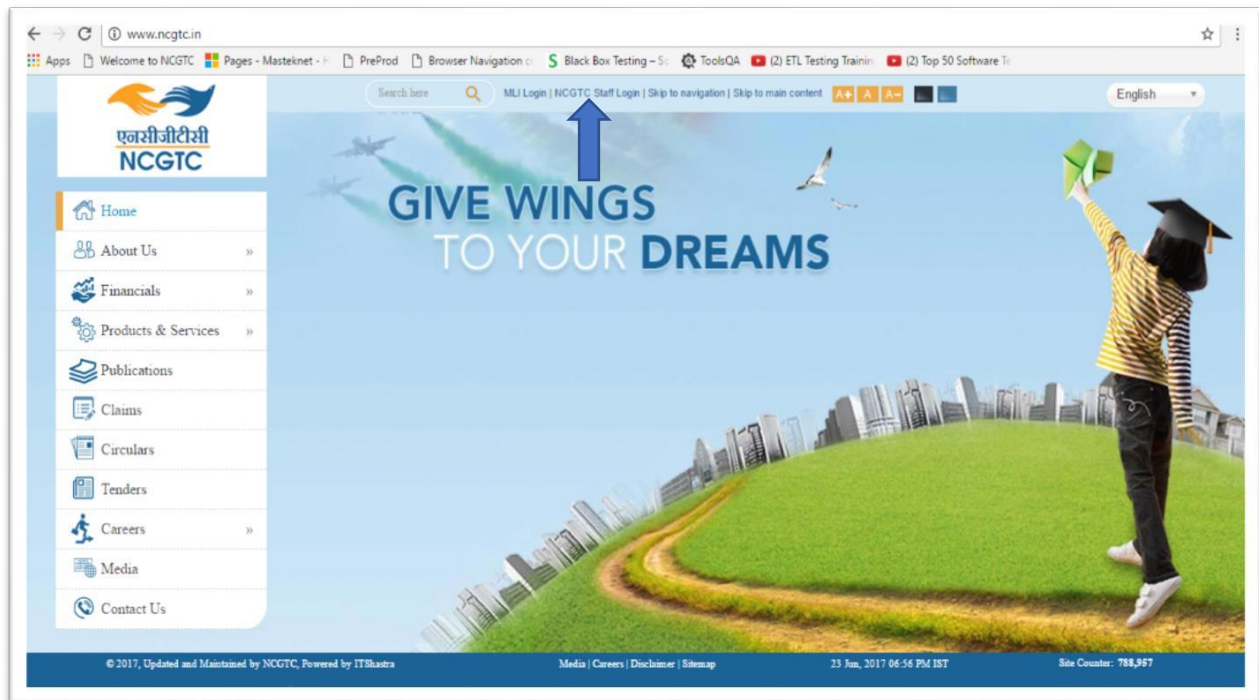 www.ncgtc.in
Apps Welcome to NCGTC Pages - Masteknet - PreProd Browser Navigation Black Box Testing – ToolsQA (2) ETL Testing (2) Top 50 Software
एनसीजीटीसी
NCGTC
Search here MLI Login | NCGTC Staff Login | Skip to navigation | Skip to main content A+ A A- English
GIVE WINGS
TO YOUR DREAMS
Home
About Us »
Financials »
Products & Services »
Publications
Claims
Circulars
Tenders
Careers »
Media
Contact Us
© 2017, Updated and Maintained by NCGTC, Powered by ITShastra Media | Careers | Disclaimer | Sitemap 23 Jun, 2017 06:56 PM IST Site Counter: 788,957